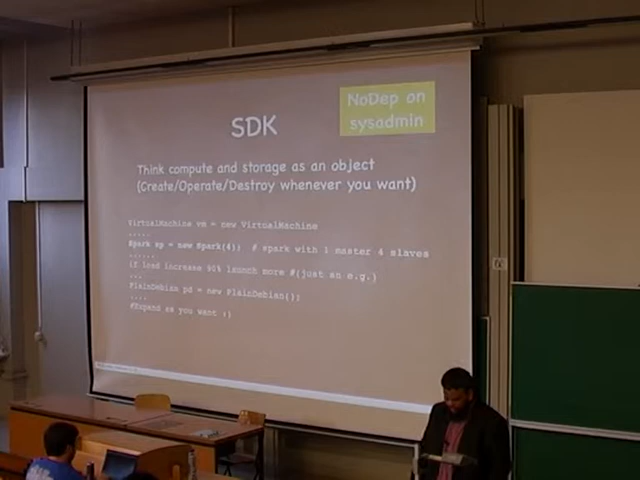 NoDep on
sysadmin
SDK
Think compute and storage as an object
(Create/Operate/Destroy whenever you want)
VirtualMachine vm = new VirtualMachine
.....
Spark sp = new Spark(4); # spark with 1 master 4 slaves
......
if load increase 90% launch more #(just an e.g.)
...
PlainDebian pd = new PlainDebian();
....
#Expand as you want :)